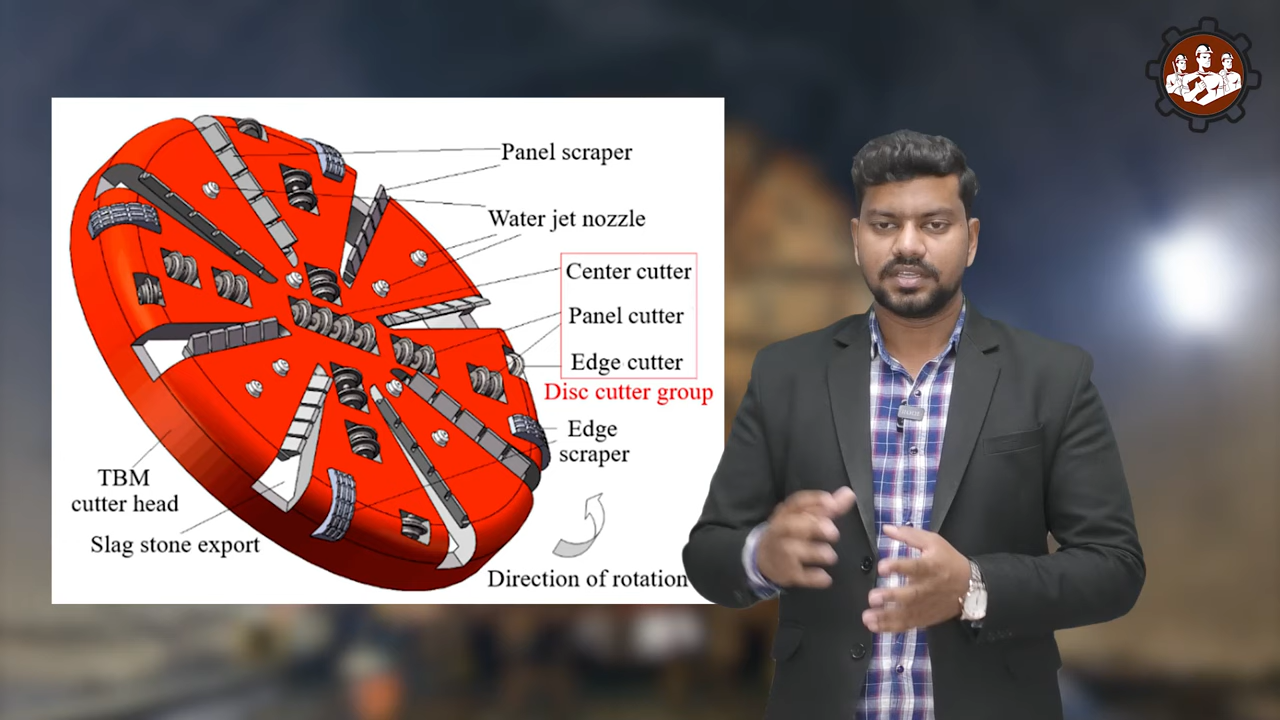 Panel scraper
Water jet nozzle
Center cutter
Panel cutter
Edge cutter
Disc cutter group
Edge
scraper
TBM
cutter head
Slag stone export
Direction of rotation